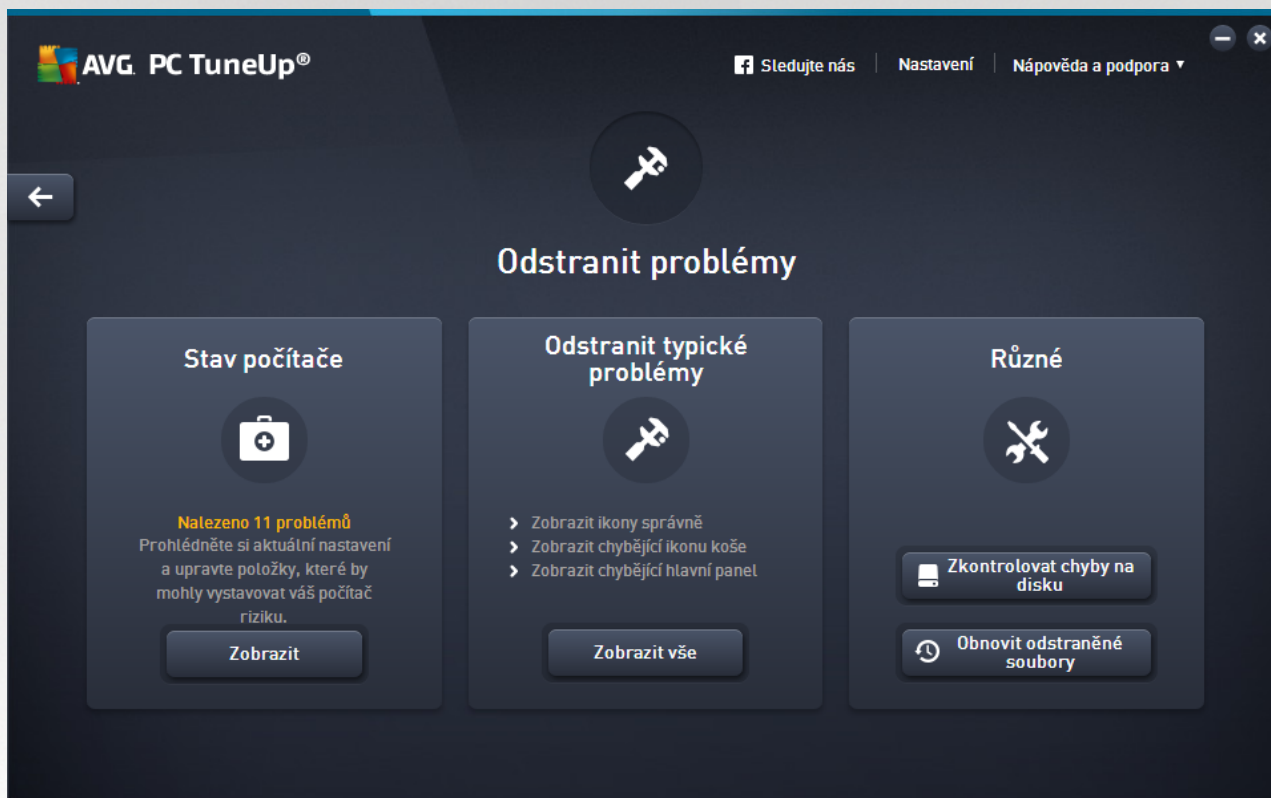 AVG. PC TuneUp®
Sledujte nás
Nastavení
Nápověda a podpora
Odstranit problémy
Stav počítače
Nalezeno 11 problémů
Prohlédněte si aktuální nastavení
a upravte položky, které by
mohly vystavovat váš počítač
riziku.
Zobrazit
Odstranit typické
problémy
Zobrazit ikony správně
Zobrazit chybějící ikonu koše
Zobrazit chybějící hlavní panel
Zobrazit vše
Různé
Zkontrolovat chyby na
disku
Obnovit odstraněné
soubory